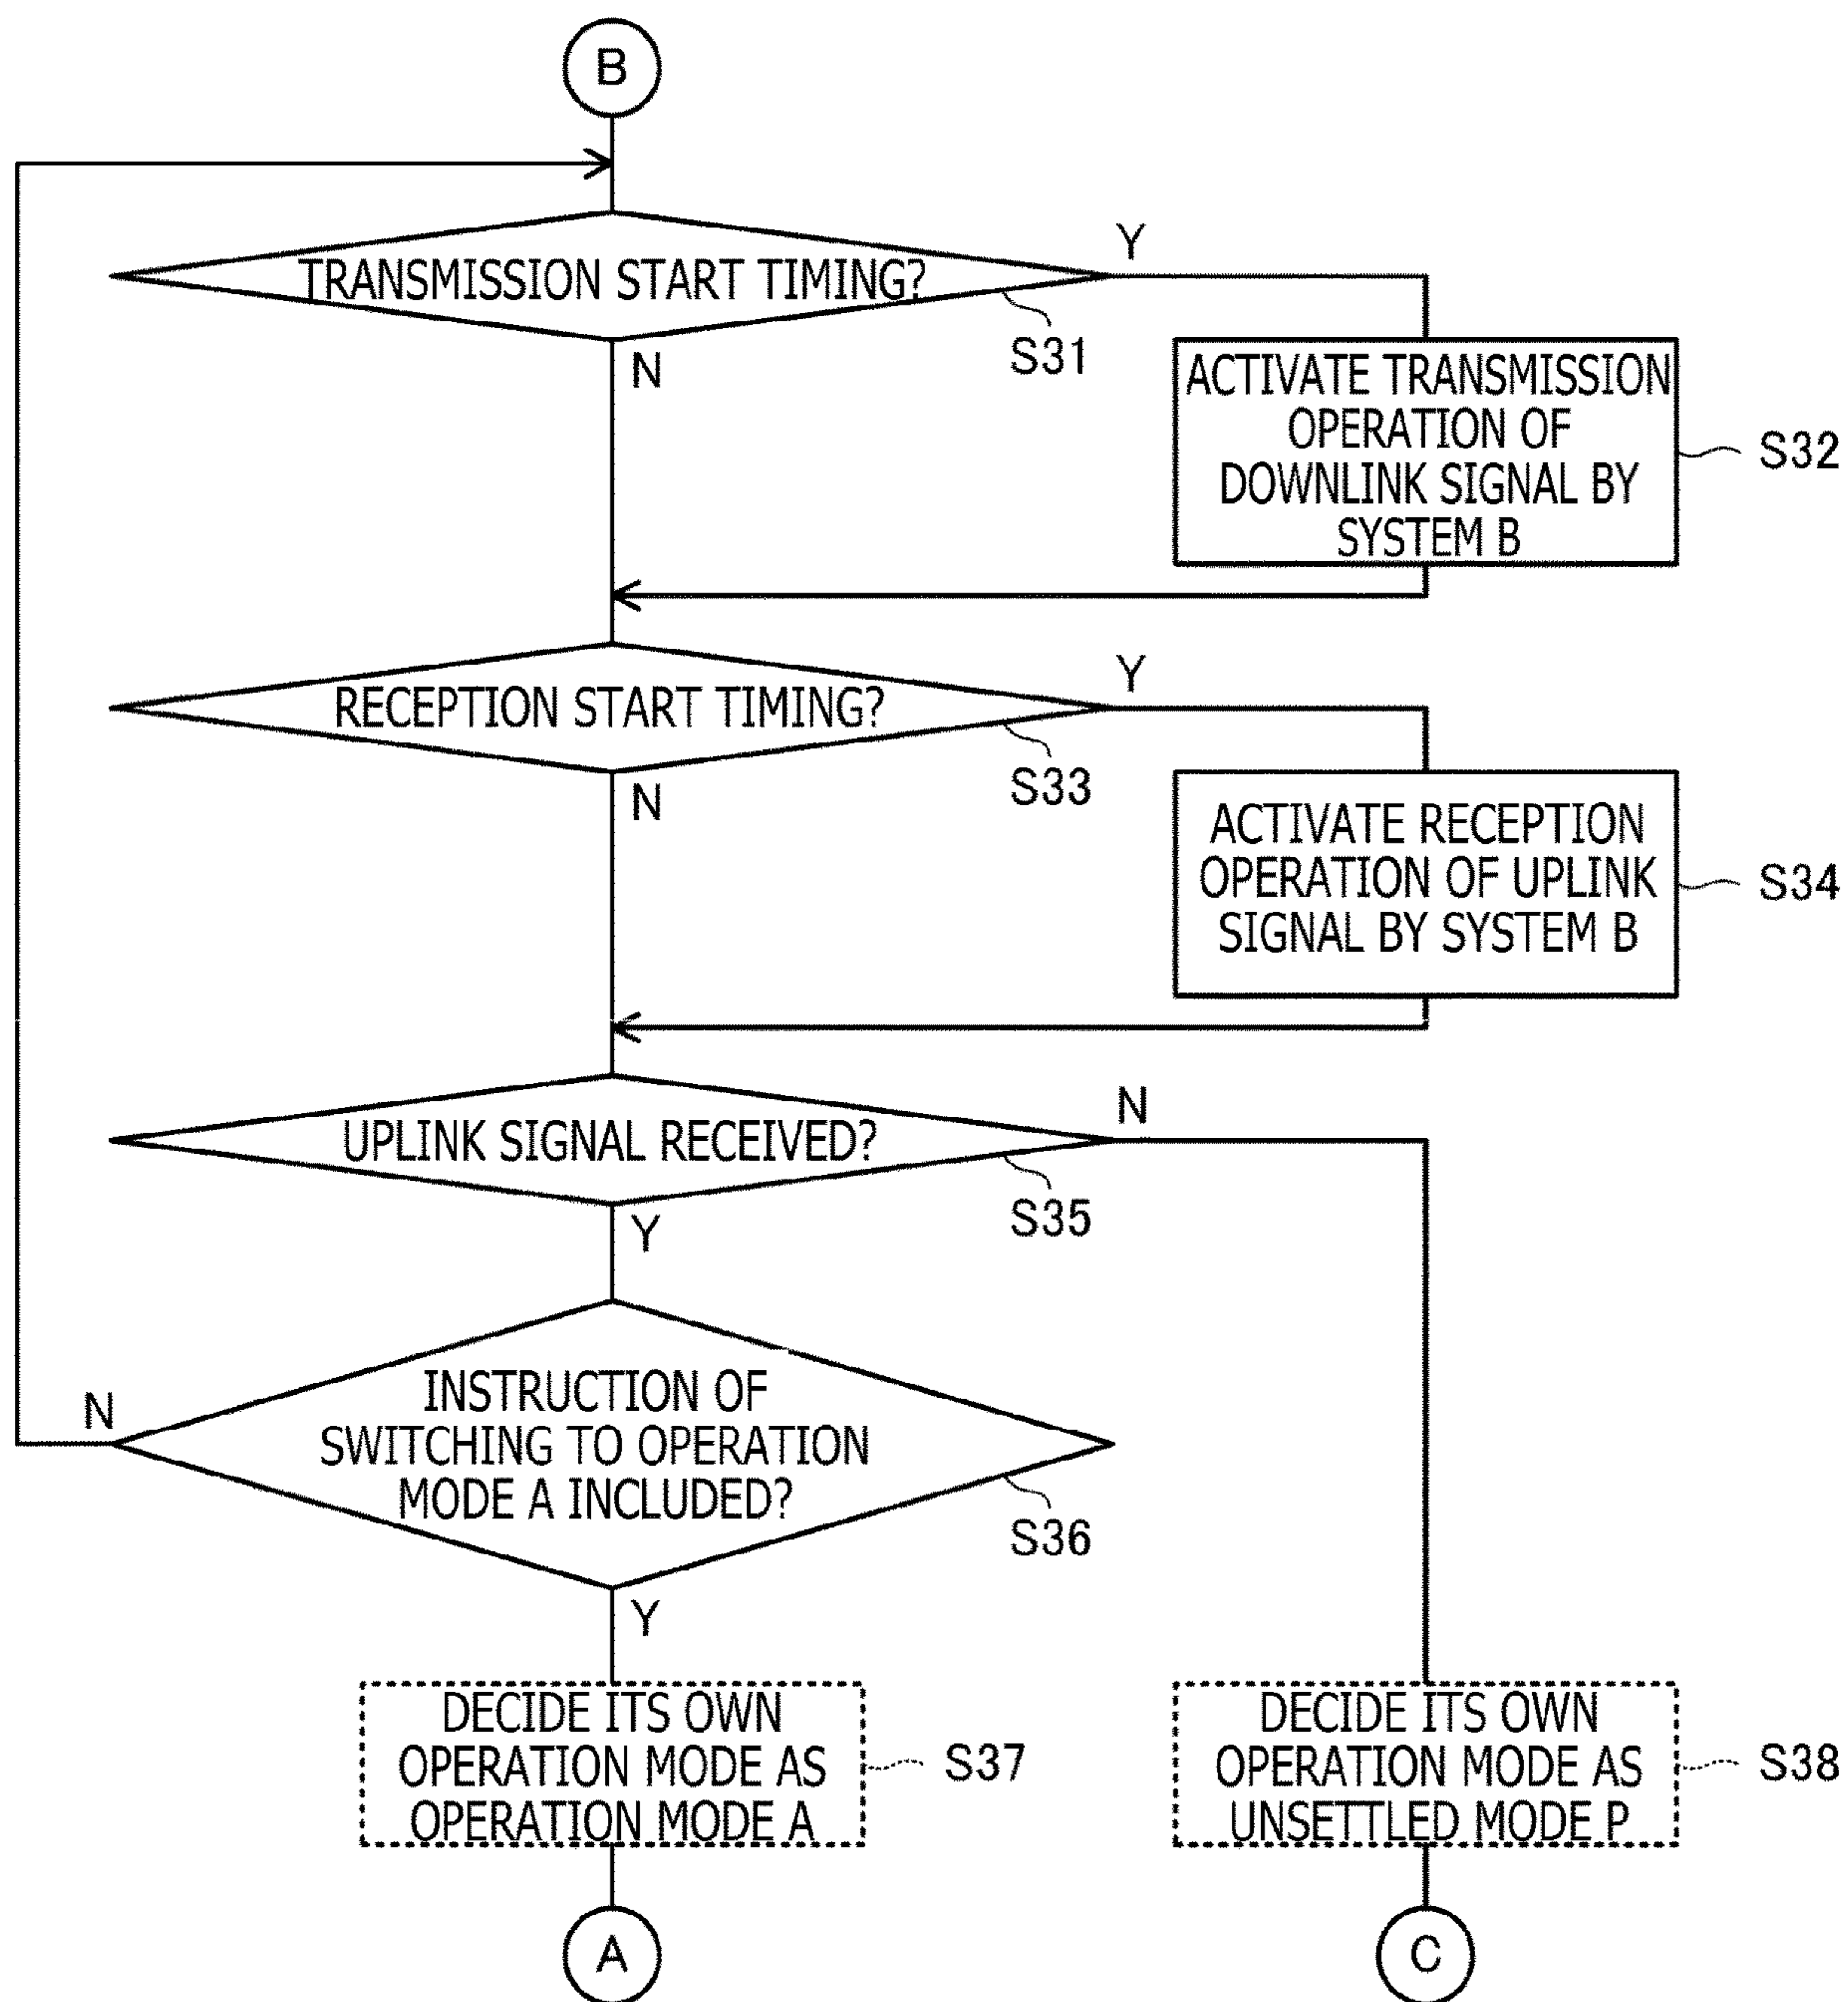 B
TRANSMISSION START TIMING?
Y
S31
N
ACTIVATE TRANSMISSION
OPERATION OF
DOWNLINK SIGNAL BY
SYSTEM B
S32
RECEPTION START TIMING?
Y
S33
N
ACTIVATE RECEPTION
OPERATION OF UPLINK
SIGNAL BY SYSTEM B
S34
UPLINK SIGNAL RECEIVED?
N
S35
Y
INSTRUCTION OF
SWITCHING TO OPERATION
MODE A INCLUDED?
N
S36
Y
DECIDE ITS OWN
OPERATION MODE AS
OPERATION MODE A
S37
DECIDE ITS OWN
OPERATION MODE AS
UNSETTLED MODE P
S38
A
C